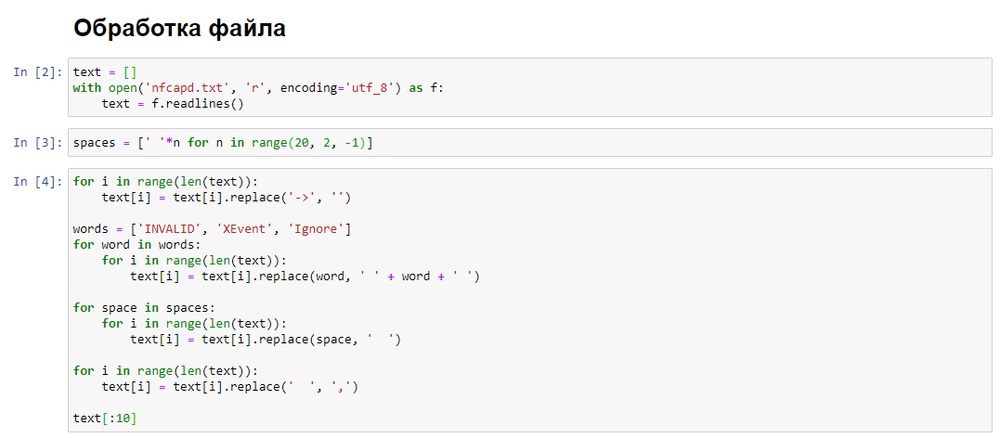 Обработка файла
In [2]: text = []
with open('nfcapd.txt', 'r', encoding='utf_8') as f:
    text = f.readlines()
In [3]: spaces = [' '*n for n in range(20, 2, -1)]
In [4]: for i in range(len(text)):
    text[i] = text[i].replace('->', '')
words = ['INVALID', 'XEvent', 'Ignore']
for word in words:
    for i in range(len(text)):
        text[i] = text[i].replace(word, ' ' + word + ' ')
for space in spaces:
    for i in range(len(text)):
        text[i] = text[i].replace(space, '  ')
for i in range(len(text)):
    text[i] = text[i].replace('  ', ',')
text[:10]